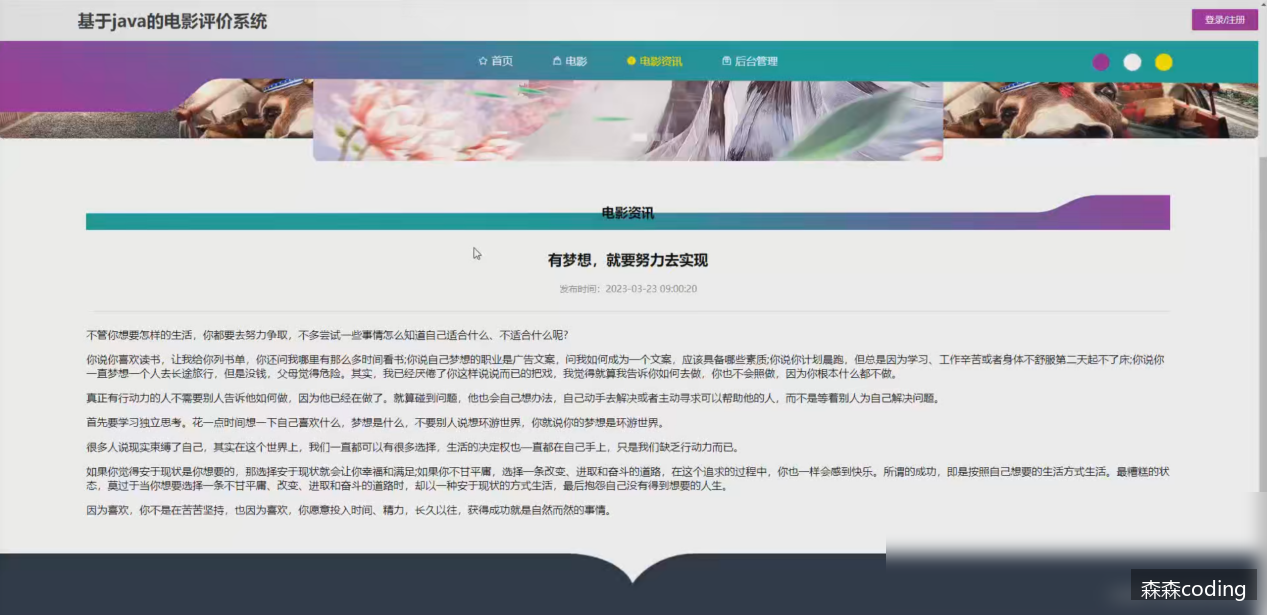 基于java的电影评价系统
登录/注册
首页
电影
电影资讯
后台管理
电影资讯
有梦想，就要努力去实现
发布时间：2023-03-23 09:00:20
不管你想要怎样的生活，你都要去努力争取，不多尝试一些事情怎么知道自己适合什么、不适合什么呢?
你说你喜欢读书，让我给你列书单，你还问我哪里有那么多时间看书;你说自己梦想的职业是广告文案，问我如何成为一个文案，应该具备哪些素质;你说你计划晨跑，但总是因为学习、工作辛苦或者身体不舒服第二天起不了床;你说你
一直梦想一个人去长途旅行，但是没钱，父母觉得危险。其实，我已经厌倦了你这样说说而已的把戏，我觉得就算我告诉你如何去做，你也不会照做，因为你根本什么都不做。
真正有行动力的人不需要别人告诉他如何做，因为他已经在做了。就算碰到问题，他也会自己想办法，自己动手去解决或者主动寻求可以帮助他的人，而不是等着别人为自己解决问题。
首先要学习独立思考。花一点时间想一下自己喜欢什么，梦想是什么，不要别人说想环游世界，你就说你的梦想是环游世界。
很多人说现实束缚了自己，其实在这个世界上，我们一直都可以有很多选择，生活的决定权也—直都在自己手上，只是我们缺乏行动力而已。
如果你觉得安于现状是你想要的，那选择安于现状就会让你幸福和满足;如果你不甘平庸，选择一条改变、进取和奋斗的道路，在这个追求的过程中，你也一样会感到快乐。所谓的成功，即是按照自己想要的生活方式生活。最糟糕的状
态，莫过于当你想要选择一条不甘平庸、改变、进取和奋斗的道路时，却以一种安于现状的方式生活，最后抱怨自己没有得到想要的人生。
因为喜欢，你不是在苦苦坚持，也因为喜欢，你愿意投入时间、精力，长久以往，获得成功就是自然而然的事情。
森森coding